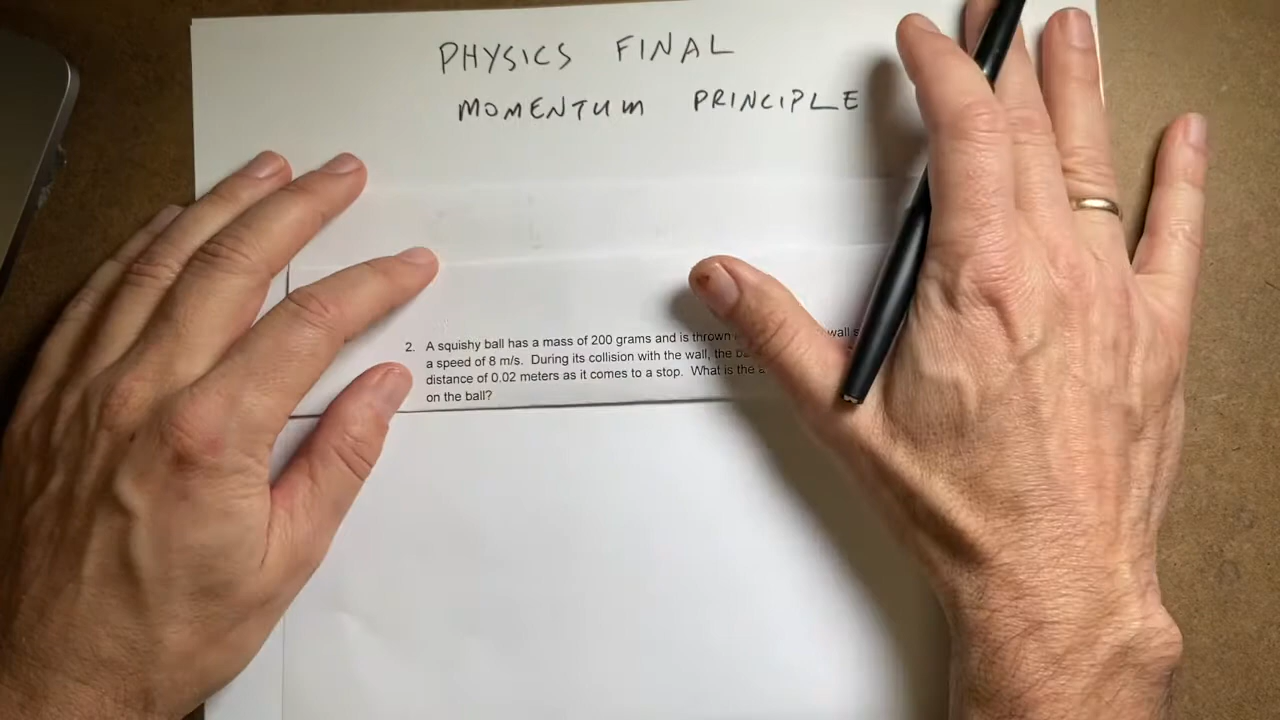 PHYSICS FINAL
MOMENTUM PRINCIPLE
2. A squishy ball has a mass of 200 grams and is thrown wall
a speed of 8 m/s. During its collision with the wall, the
distance of 0.02 meters as it comes to a stop. What is the
on the ball?